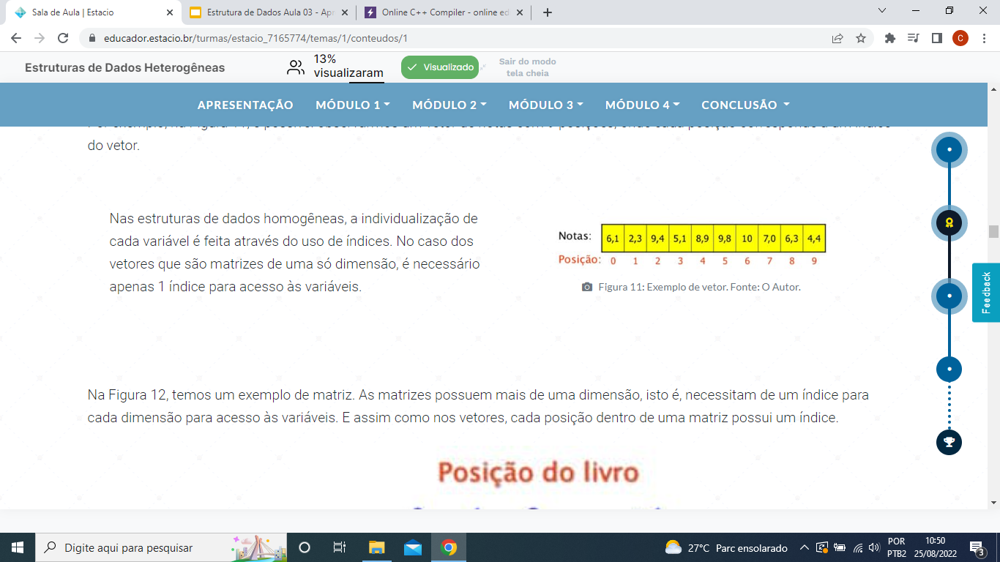 Sala de Aula | Estacio
Estrutura de Dados Aula 03 - Apr
Online C++ Compiler - online ed
educador.estacio.br/turmas/estacio_7165774/temas/1/conteudos/1
C
Estruturas de Dados Heterogêneas
13%
visualizaram
Visualizado
Sair do modo
tela cheia
APRESENTAÇÃO MÓDULO 1 MÓDULO 2 MÓDULO 3 MÓDULO 4 CONCLUSÃO
do vetor.
Nas estruturas de dados homogêneas, a individualização de
cada variável é feita através do uso de índices. No caso dos
vetores que são matrizes de uma só dimensão, é necessário
apenas 1 índice para acesso às variáveis.
Notas: 6,1 2,3 9,4 5,1 8,9 9,8 10 7,0 6,3 4,4
Posição: 0 1 2 3 4 5 6 7 8 9
Figura 11: Exemplo de vetor. Fonte: O Autor.
Feedback
Na Figura 12, temos um exemplo de matriz. As matrizes possuem mais de uma dimensão, isto é, necessitam de um índice para
cada dimensão para acesso às variáveis. E assim como nos vetores, cada posição dentro de uma matriz possui um índice.
Posição do livro
Digite aqui para pesquisar
27°C Parc ensolarado
POR
PTB2
10:50
25/08/2022
3